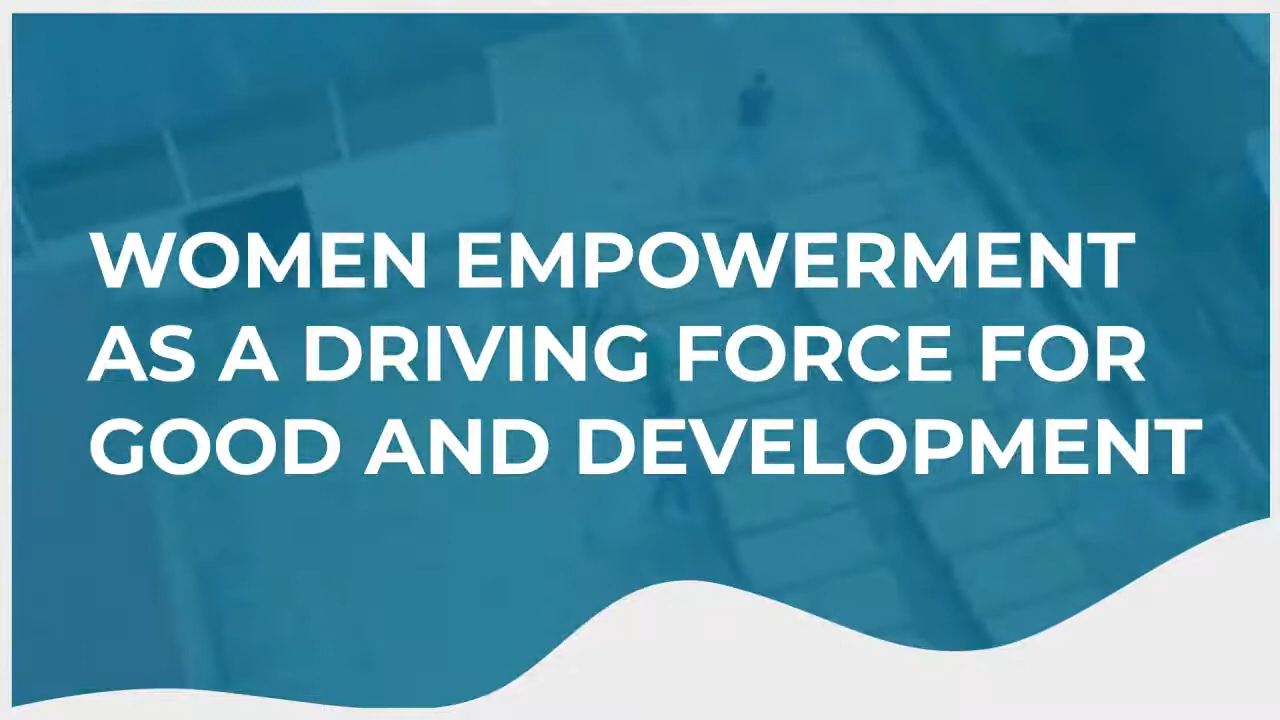 WOMEN EMPOWERMENT
AS A DRIVING FORCE FOR
GOOD AND DEVELOPMENT